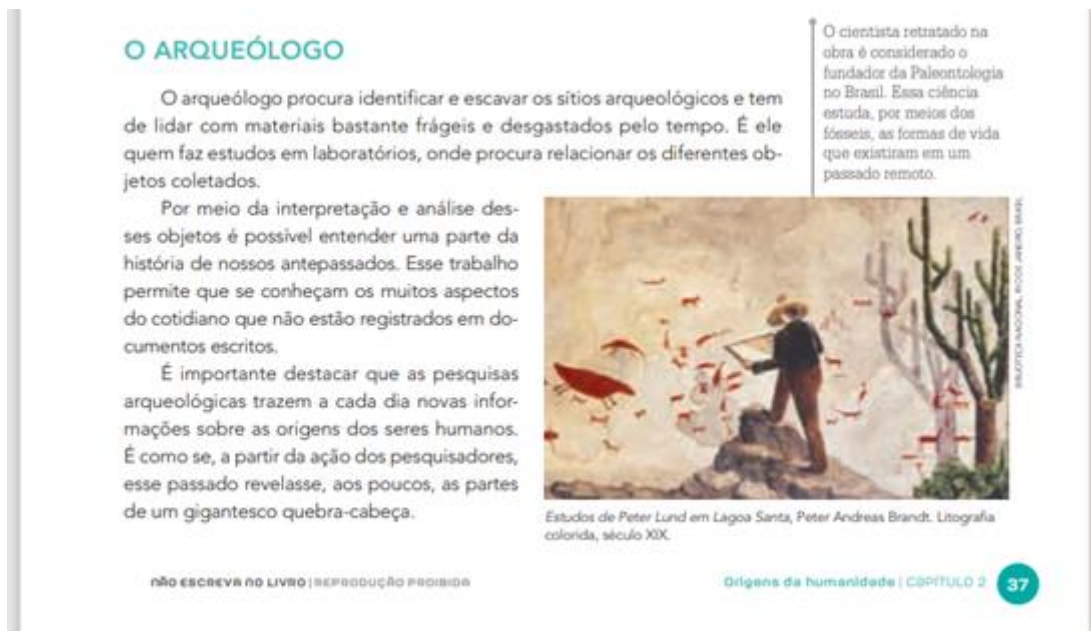 O ARQUEÓLOGO
O arqueólogo procura identificar e escavar os sítios arqueológicos e tem
de lidar com materiais bastante frágeis e desgastados pelo tempo. É ele
quem faz estudos em laboratórios, onde procura relacionar os diferentes ob-
jetos coletados.
Por meio da interpretação e análise des-
ses objetos é possível entender uma parte da
história de nossos antepassados. Esse trabalho
permite que se conheçam os muitos aspectos
do cotidiano que não estão registrados em do-
cumentos escritos.
É importante destacar que as pesquisas
arqueológicas trazem a cada dia novas infor-
mações sobre as origens dos seres humanos.
É como se, a partir da ação dos pesquisadores,
esse passado revelasse, aos poucos, as partes
de um gigantesco quebra-cabeça.
O cientista retratado na
obra é considerado o
fundador da Paleontologia
no Brasil. Essa ciência
estuda, por meios dos
fósseis, as formas de vida
que existiram em um
passado remoto.
Estudos de Peter Lund em Lagoa Santa, Peter Andreas Brandt. Litografia
colorida, século XIX.
NÃO ESCREVA NO LIVRO | REPRODUÇÃO PROIBIDA
Origens da humanidade | CAPÍTULO 2
37